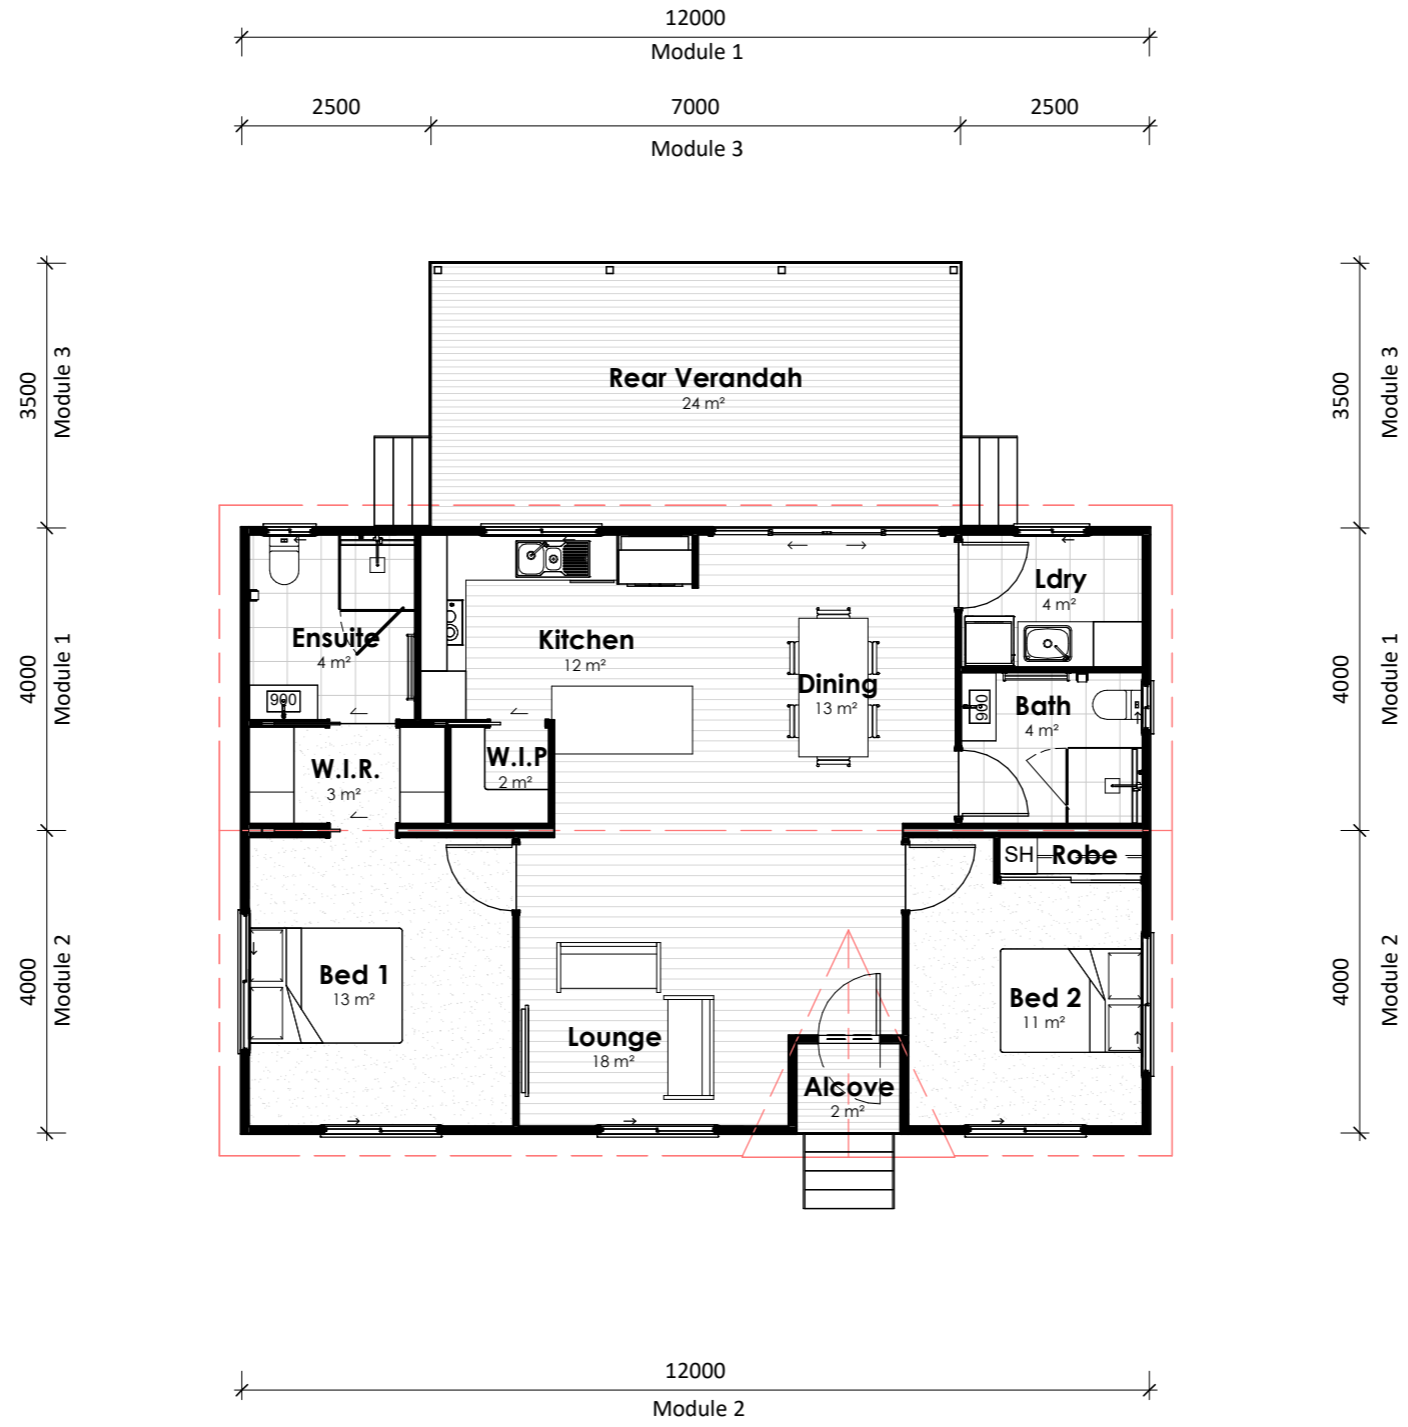 12000
Module 1
2500
7000
2500
Module 3
3500
Module 3
3500
Module 3
Rear Verandah
24 m²
Ldry
4 m²
Ensuite
4 m²
Kitchen
12 m²
4000
Module 1
4000
Module 1
Dining
13 m²
900
900
Bath
4 m²
W.I.R.
3 m²
W.I.P
2 m²
SH
Robe
Bed 1
13 m²
4000
Module 2
4000
Module 2
Bed 2
11 m²
Lounge
18 m²
Alcove
2 m²
12000
Module 2